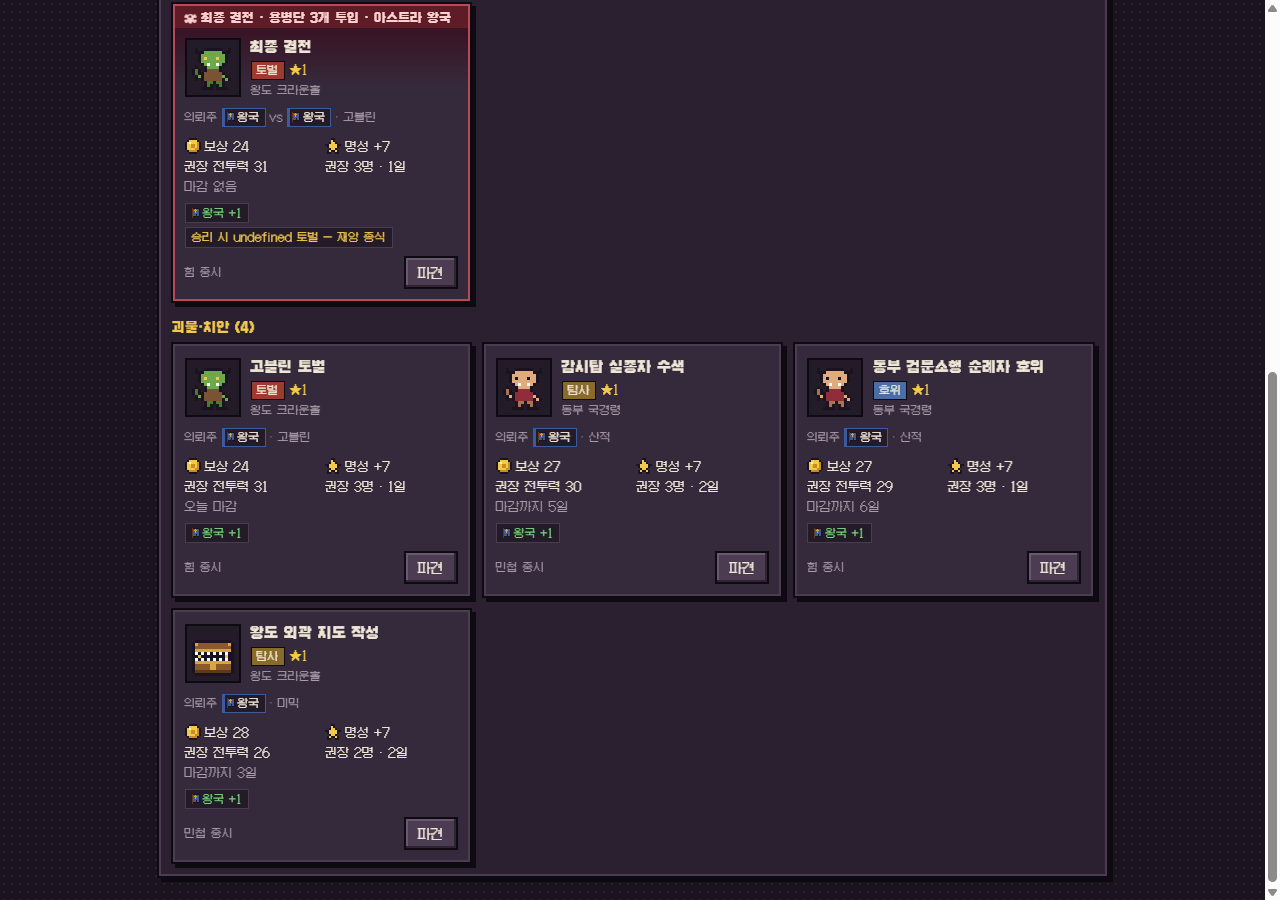 최종 결전 · 용병단 3개 투입 · 아스트라 왕국
최종 결전
토벌 ★1
왕도 크라운홀
의뢰주 왕국 vs 왕국 · 고블린
보상 24 명성 +7
권장 전투력 31 권장 3명 · 1일
마감 없음
왕국 +1
승리 시 undefined 토벌 — 재앙 종식
힘 중시 파견
괴물·치안 (4)
고블린 토벌
토벌 ★1
왕도 크라운홀
의뢰주 왕국 · 고블린
보상 24 명성 +7
권장 전투력 31 권장 3명 · 1일
오늘 마감
왕국 +1
힘 중시 파견
감시탑 실종자 수색
탐사 ★1
동부 국경령
의뢰주 왕국 · 산적
보상 27 명성 +7
권장 전투력 30 권장 3명 · 2일
마감까지 5일
왕국 +1
민첩 중시 파견
동부 검문소행 순례자 호위
호위 ★1
동부 국경령
의뢰주 왕국 · 산적
보상 27 명성 +7
권장 전투력 29 권장 3명 · 1일
마감까지 6일
왕국 +1
힘 중시 파견
왕도 외곽 지도 작성
탐사 ★1
왕도 크라운홀
의뢰주 왕국 · 미믹
보상 28 명성 +7
권장 전투력 26 권장 2명 · 2일
마감까지 3일
왕국 +1
민첩 중시 파견